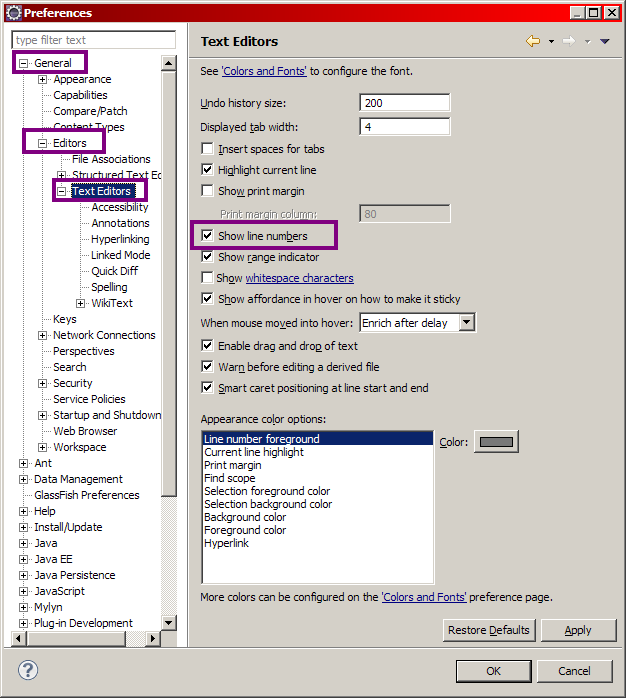 Preferences
type filter text
General
Appearance
Capabilities
Compare/Patch
Content Types
Editors
File Associations
Structured Text Ed
Text Editors
Accessibility
Annotations
Hyperlinking
Linked Mode
Quick Diff
Spelling
WikiText
Keys
Network Connections
Perspectives
Search
Security
Service Policies
Startup and Shutdown
Web Browser
Workspace
Ant
Data Management
GlassFish Preferences
Help
Install/Update
Java
Java EE
Java Persistence
JavaScript
Mylyn
Plug-in Development
Text Editors
See 'Colors and Fonts' to configure the font.
Undo history size: 200
Displayed tab width: 4
Insert spaces for tabs
Highlight current line
Show print margin
Print margin column: 80
Show line numbers
Show range indicator
Show whitespace characters
Show affordance in hover on how to make it sticky
When mouse moved into hover: Enrich after delay
Enable drag and drop of text
Warn before editing a derived file
Smart caret positioning at line start and end
Appearance color options:
Line number foreground
Current line highlight
Print margin
Find scope
Selection foreground color
Selection background color
Background color
Foreground color
Hyperlink
Color:
More colors can be configured on the 'Colors and Fonts' preference page.
Restore Defaults
Apply
?
OK
Cancel